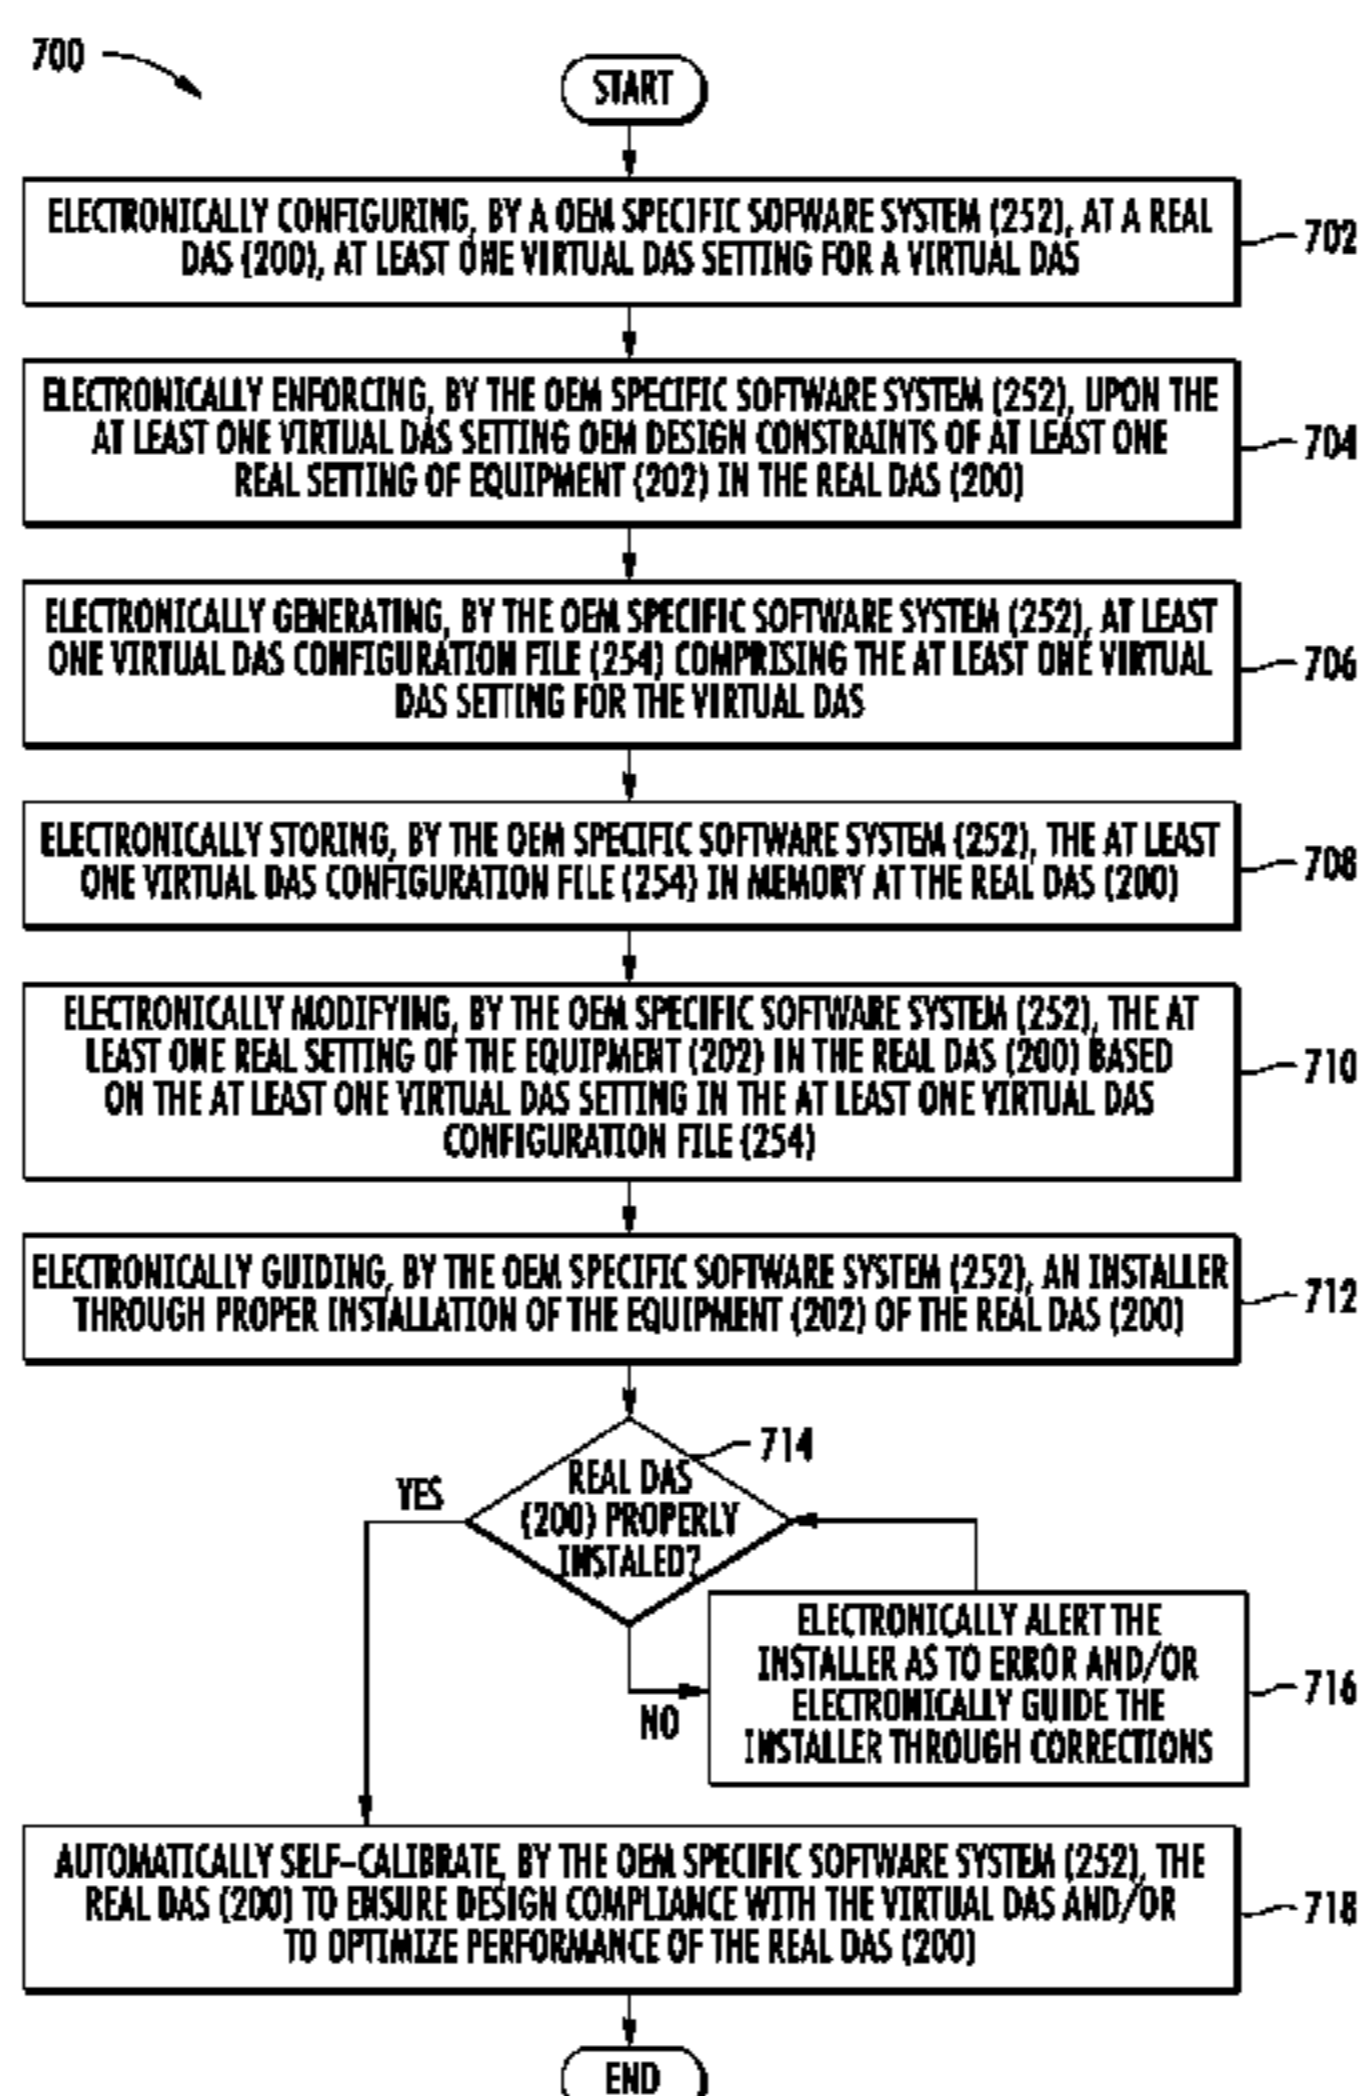 700
START
ELECTRONICALLY CONFIGURING, BY A OEM SPECIFIC SOFWARE SYSTEM (252), AT A REAL
DAS (200), AT LEAST ONE VIRTUAL DAS SETTING FOR A VIRTUAL DAS
702
ELECTRONICALLY ENFORCING, BY THE OEM SPECIFIC SOFTWARE SYSTEM (252), UPON THE
AT LEAST ONE VIRTUAL DAS SETTING OEM DESIGN CONSTRAINTS OF AT LEAST ONE
REAL SETTING OF EQUIPMENT (202) IN THE REAL DAS (200)
704
ELECTRONICALLY GENERATING, BY THE OEM SPECIFIC SOFTWARE SYSTEM (252), AT LEAST
ONE VIRTUAL DAS CONFIGURATION FILE (254) COMPRISING THE AT LEAST ONE VIRTUAL
DAS SETTING FOR THE VIRTUAL DAS
706
ELECTRONICALLY STORING, BY THE OEM SPECIFIC SOFTWARE SYSTEM (252), THE AT LEAST
ONE VIRTUAL DAS CONFIGURATION FILE (254) IN MEMORY AT THE REAL DAS (200)
708
ELECTRONICALLY MODIFYING, BY THE OEM SPECIFIC SOFTWARE SYSTEM (252), THE AT
LEAST ONE REAL SETTING OF THE EQUIPMENT (202) IN THE REAL DAS (200) BASED
ON THE AT LEAST ONE VIRTUAL DAS SETTING IN THE AT LEAST ONE VIRTUAL DAS
CONFIGURATION FILE (254)
710
ELECTRONICALLY GUIDING, BY THE OEM SPECIFIC SOFTWARE SYSTEM (252), AN INSTALLER
THROUGH PROPER INSTALLATION OF THE EQUIPMENT (202) OF THE REAL DAS (200)
712
714
REAL DAS
(200) PROPERLY
INSTALED?
YES
NO
ELECTRONICALLY ALERT THE
INSTALLER AS TO ERROR AND/OR
ELECTRONICALLY GUIDE THE
INSTALLER THROUGH CORRECTIONS
716
AUTOMATICALLY SELF-CALIBRATE, BY THE OEM SPECIFIC SOFTWARE SYSTEM (252), THE
REAL DAS (200) TO ENSURE DESIGN COMPLIANCE WITH THE VIRTUAL DAS AND/OR
TO OPTIMIZE PERFORMANCE OF THE REAL DAS (200)
718
END